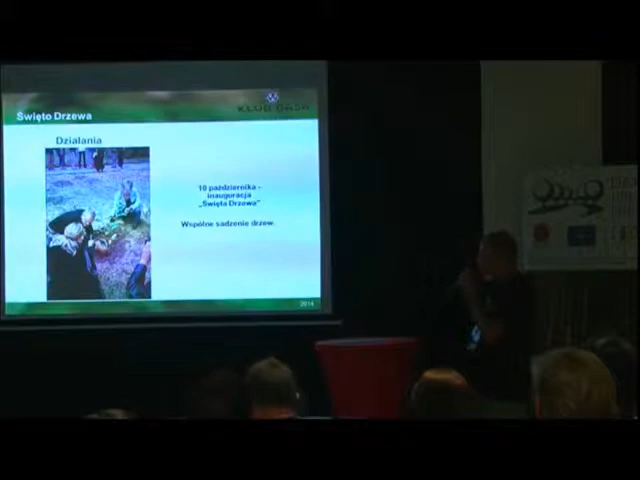 Święto Drzewa
KLUB GAJA
Działania
10 października -
inauguracja
„Święta Drzewa"
Wspólne sadzenie drzew.
2014